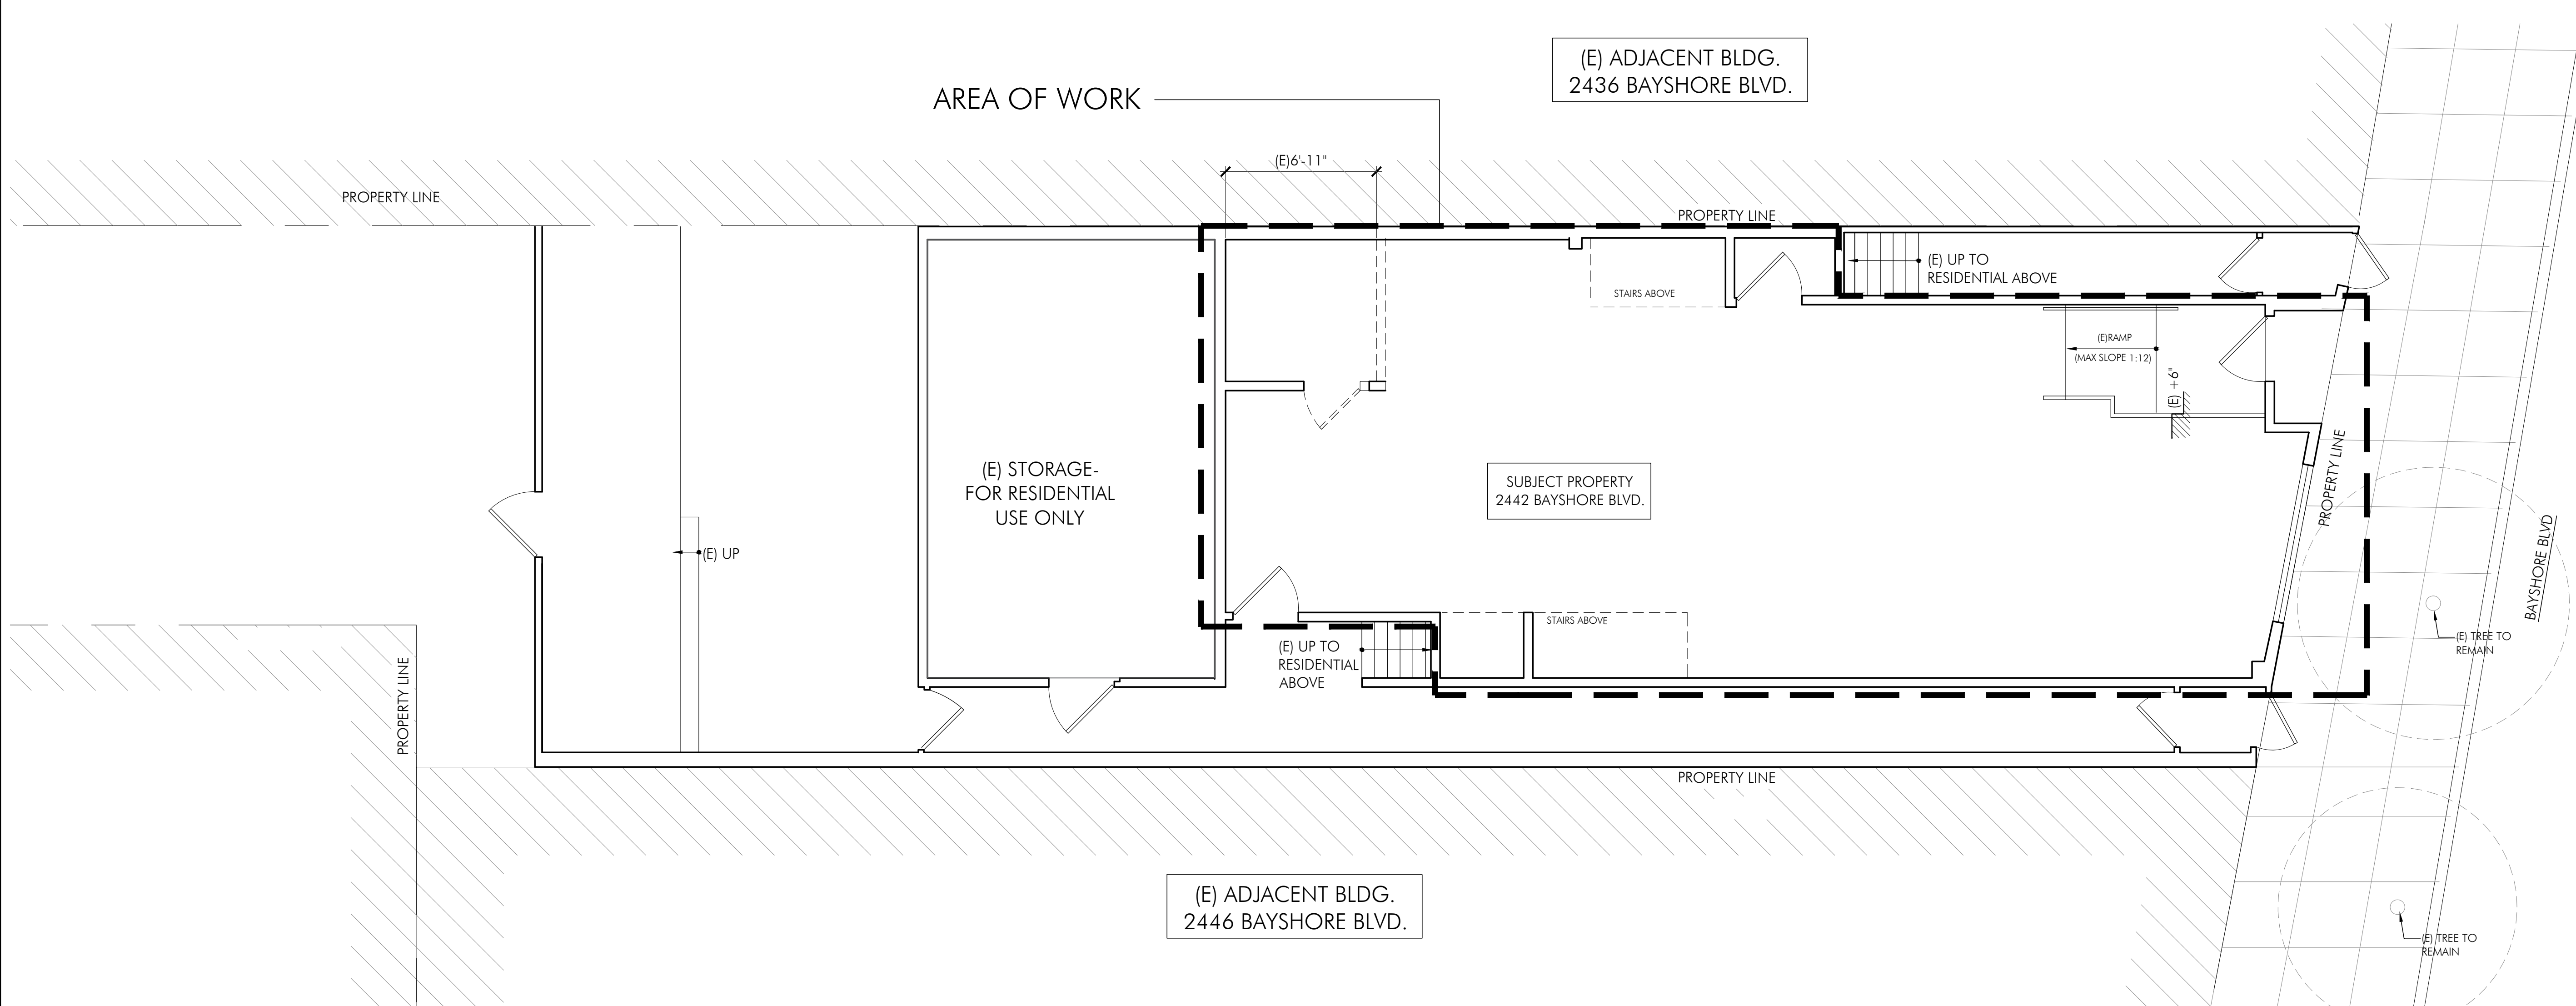 (E) ADJACENT BLDG.
2436 BAYSHORE BLVD.
AREA OF WORK
(E)6'-11"
PROPERTY LINE
PROPERTY LINE
(E) UP TO
RESIDENTIAL ABOVE
STAIRS ABOVE
(E)RAMP
(MAX SLOPE 1:12)
(E) +6"
(E) STORAGE-
FOR RESIDENTIAL
USE ONLY
SUBJECT PROPERTY
2442 BAYSHORE BLVD.
PROPERTY LINE
BAYSHORE BLVD
(E) UP
STAIRS ABOVE
(E) UP TO
RESIDENTIAL
ABOVE
(E) TREE TO
REMAIN
PROPERTY LINE
PROPERTY LINE
(E) ADJACENT BLDG.
2446 BAYSHORE BLVD.
(E) TREE TO
REMAIN